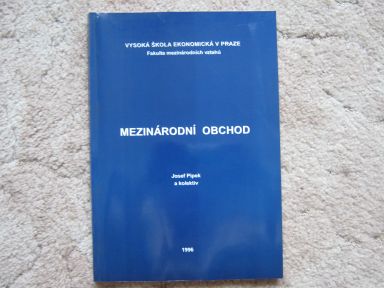 VYSOKÁ ŠKOLA EKONOMICKÁ V PRAZE
Fakulta mezinárodních vztahů
MEZINÁRODNÍ OBCHOD
Josef Pipek
a kolektiv
1996